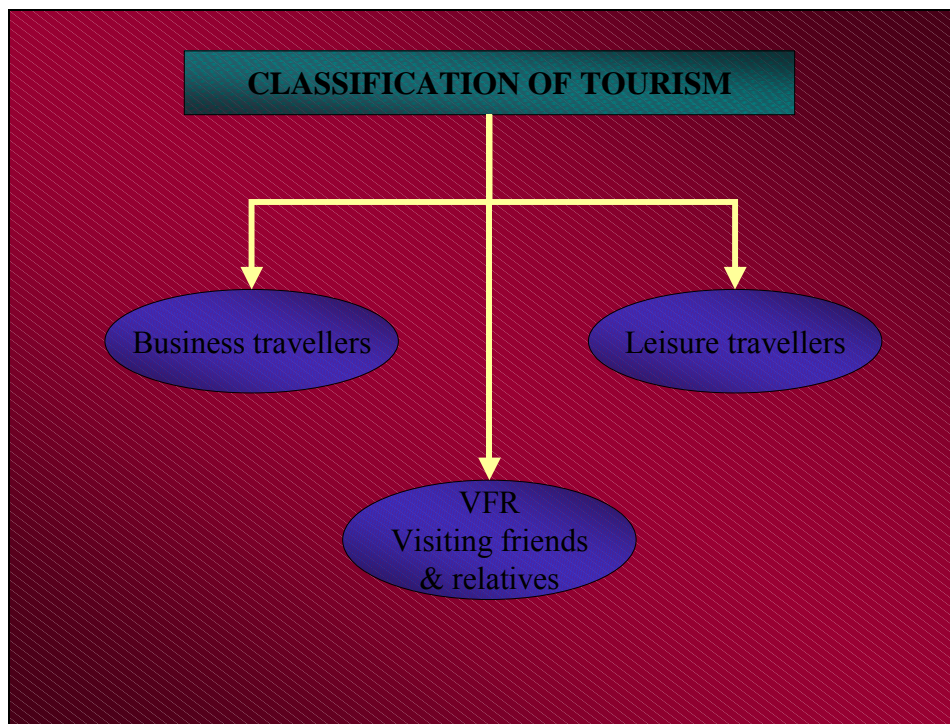 CLASSIFICATION OF TOURISM
Business travellers
Leisure travellers
VFR
Visiting friends
& relatives